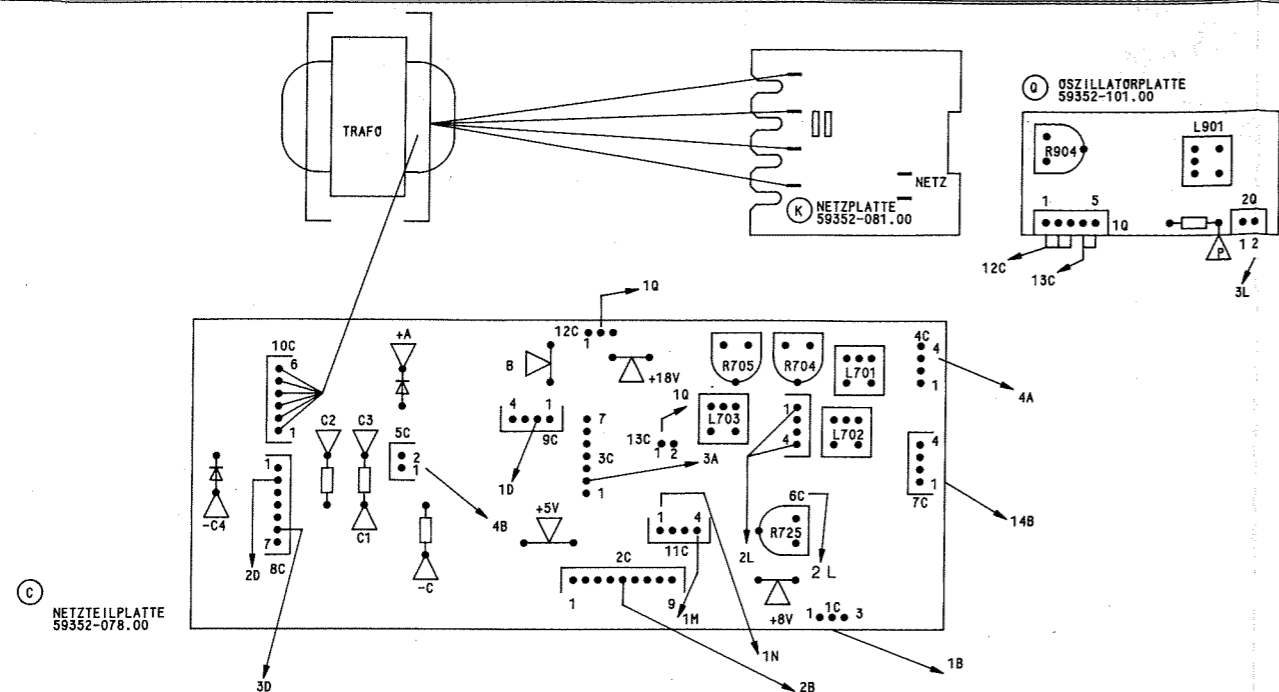 TRAFO
NETZ
K NETZPLATTE
59352-081.00
Q OSZILLATORPLATTE
59352-101.00
R904
L901
1 5
1Q
2Q
P
1 2
12C
13C
3L
1Q
10C
6
1
+A
B
12C
1
+18V
R705
R704
L701
4C
4
1
4A
C2
C3
5C
2
1
4 1
9C
7
3C
1
1Q
13C
1 2
L703
1
4
L702
3A
4
1
7C
1
7
8C
-C4
C1
4B
1D
+5V
1 4
11C
6C
R725
14B
2D
-C
2C
1 9
2L
2 L
1M
+8V
1C
1 3
C
NETZTEILPLATTE
59352-078.00
3D
1N
2B
1B